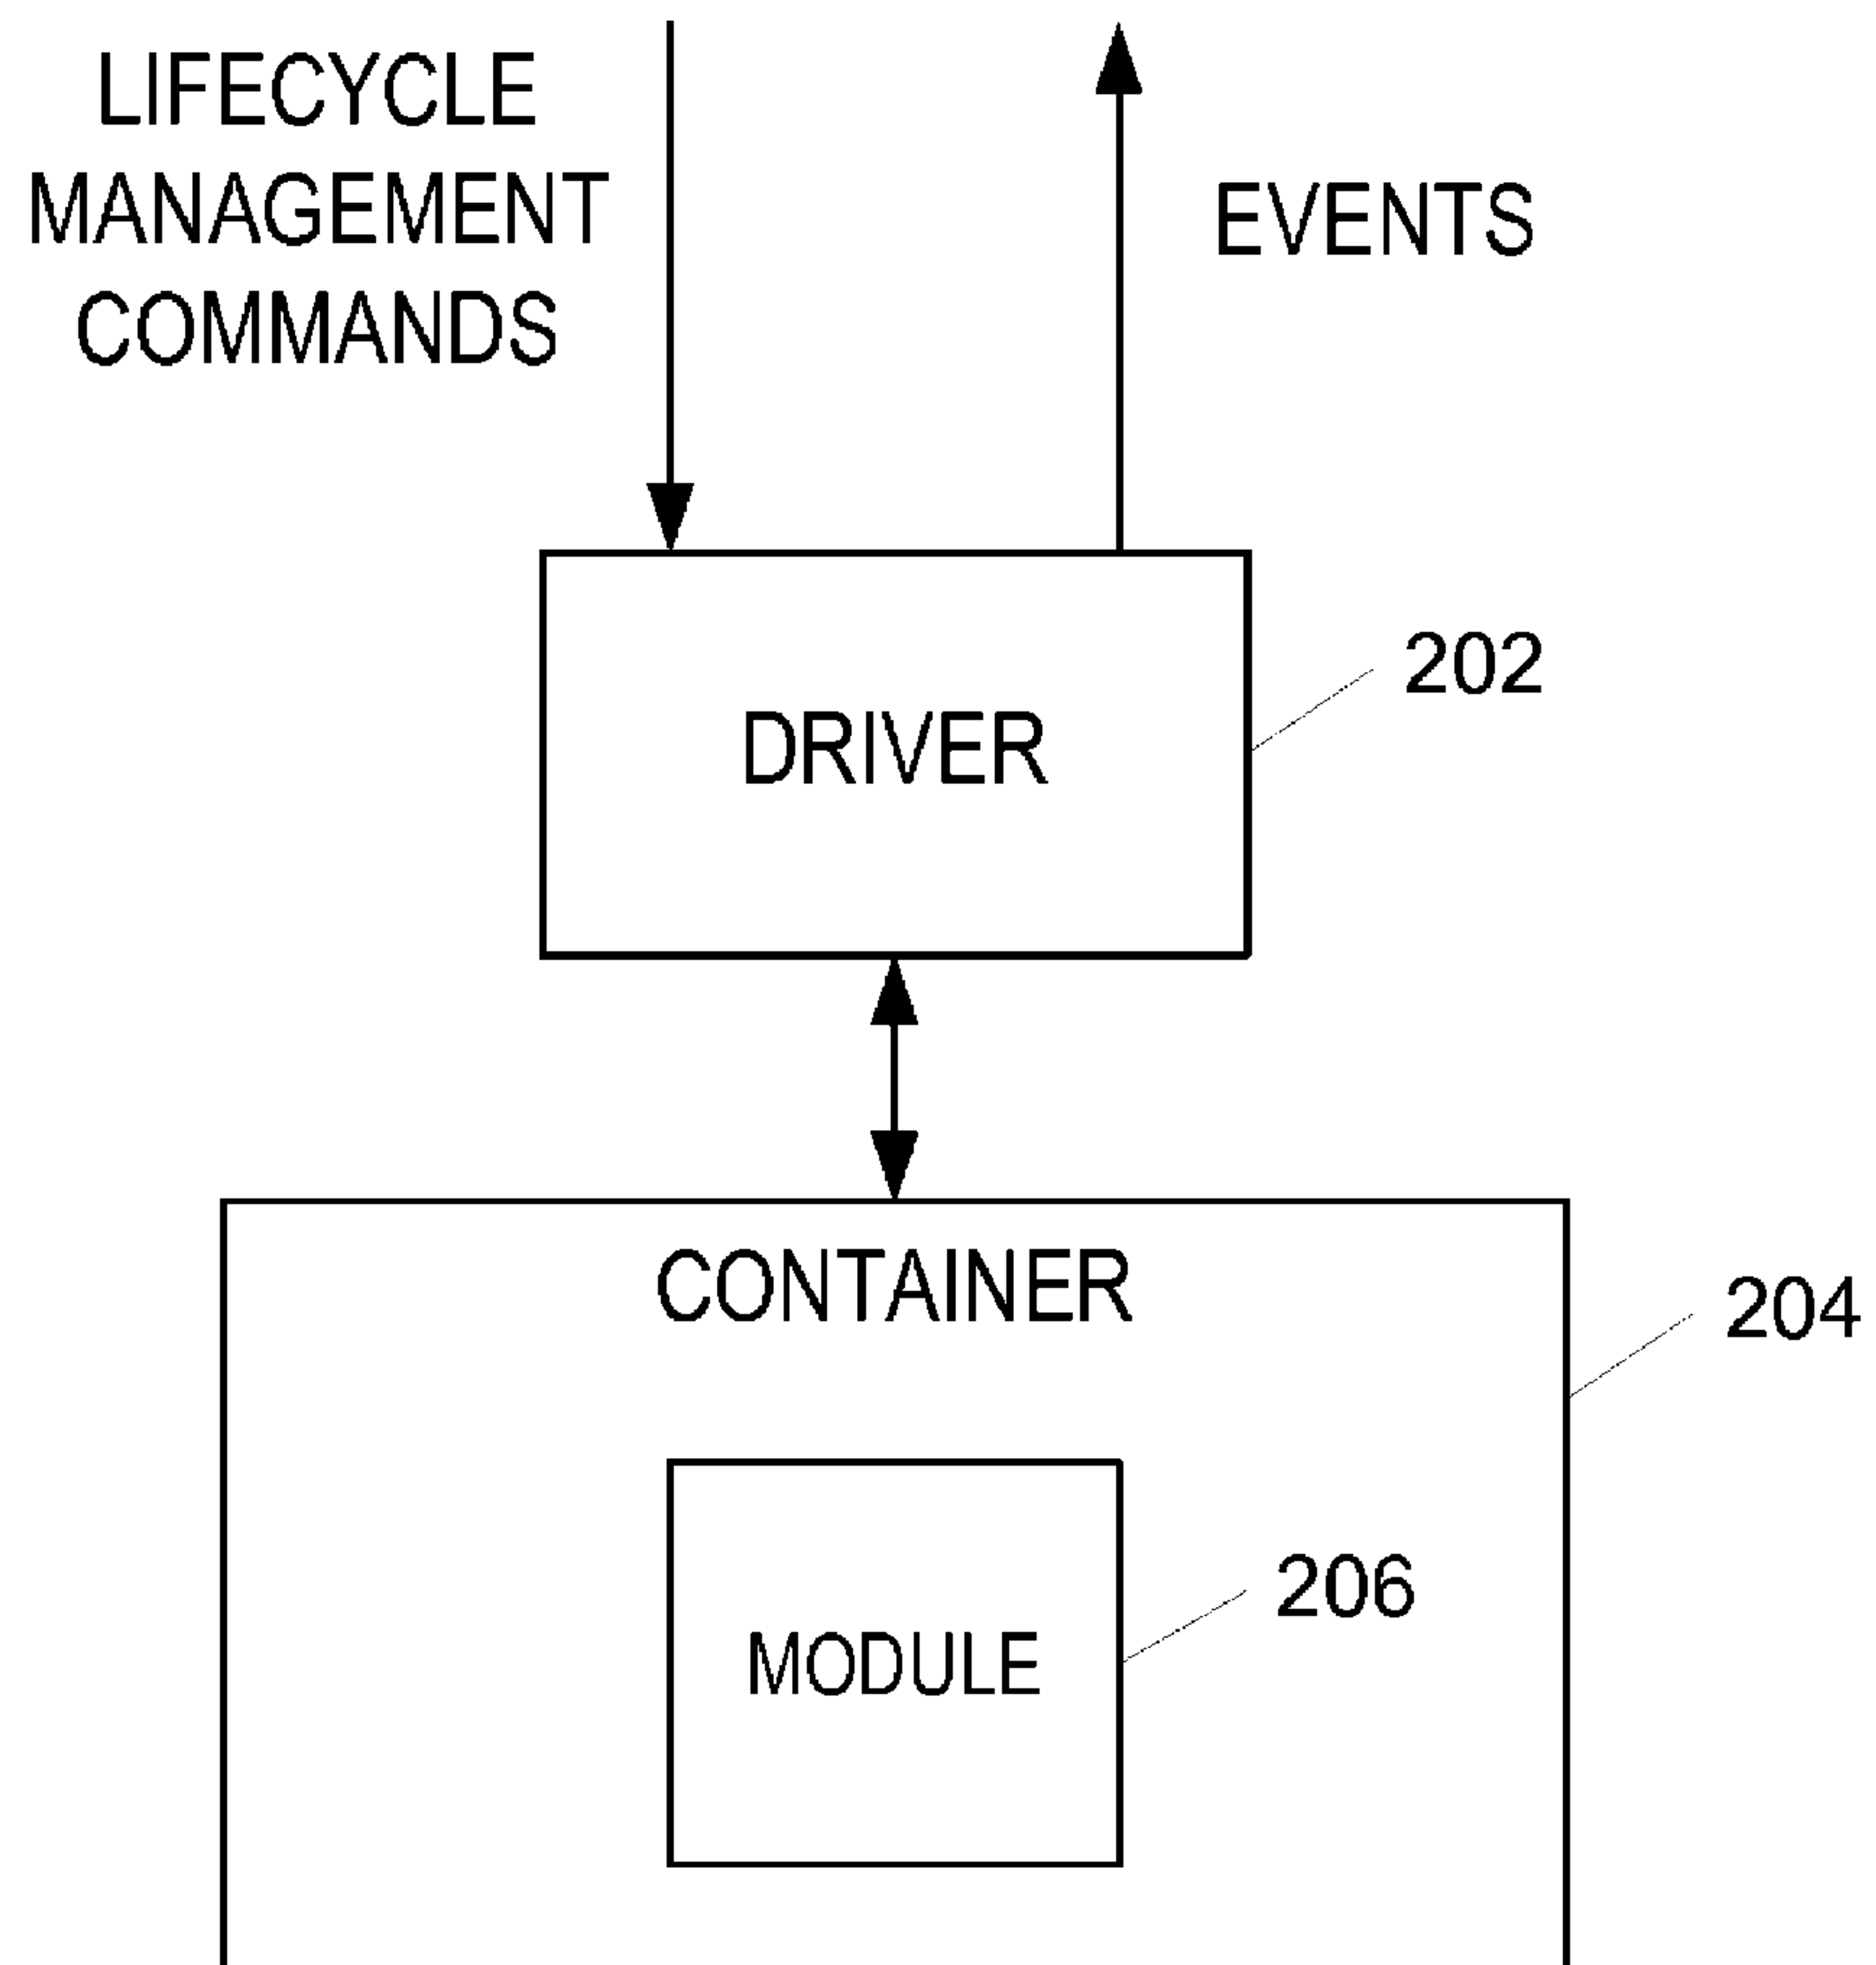 LIFECYCLE
MANAGEMENT
COMMANDS
EVENTS
202
DRIVER
CONTAINER
204
206
MODULE